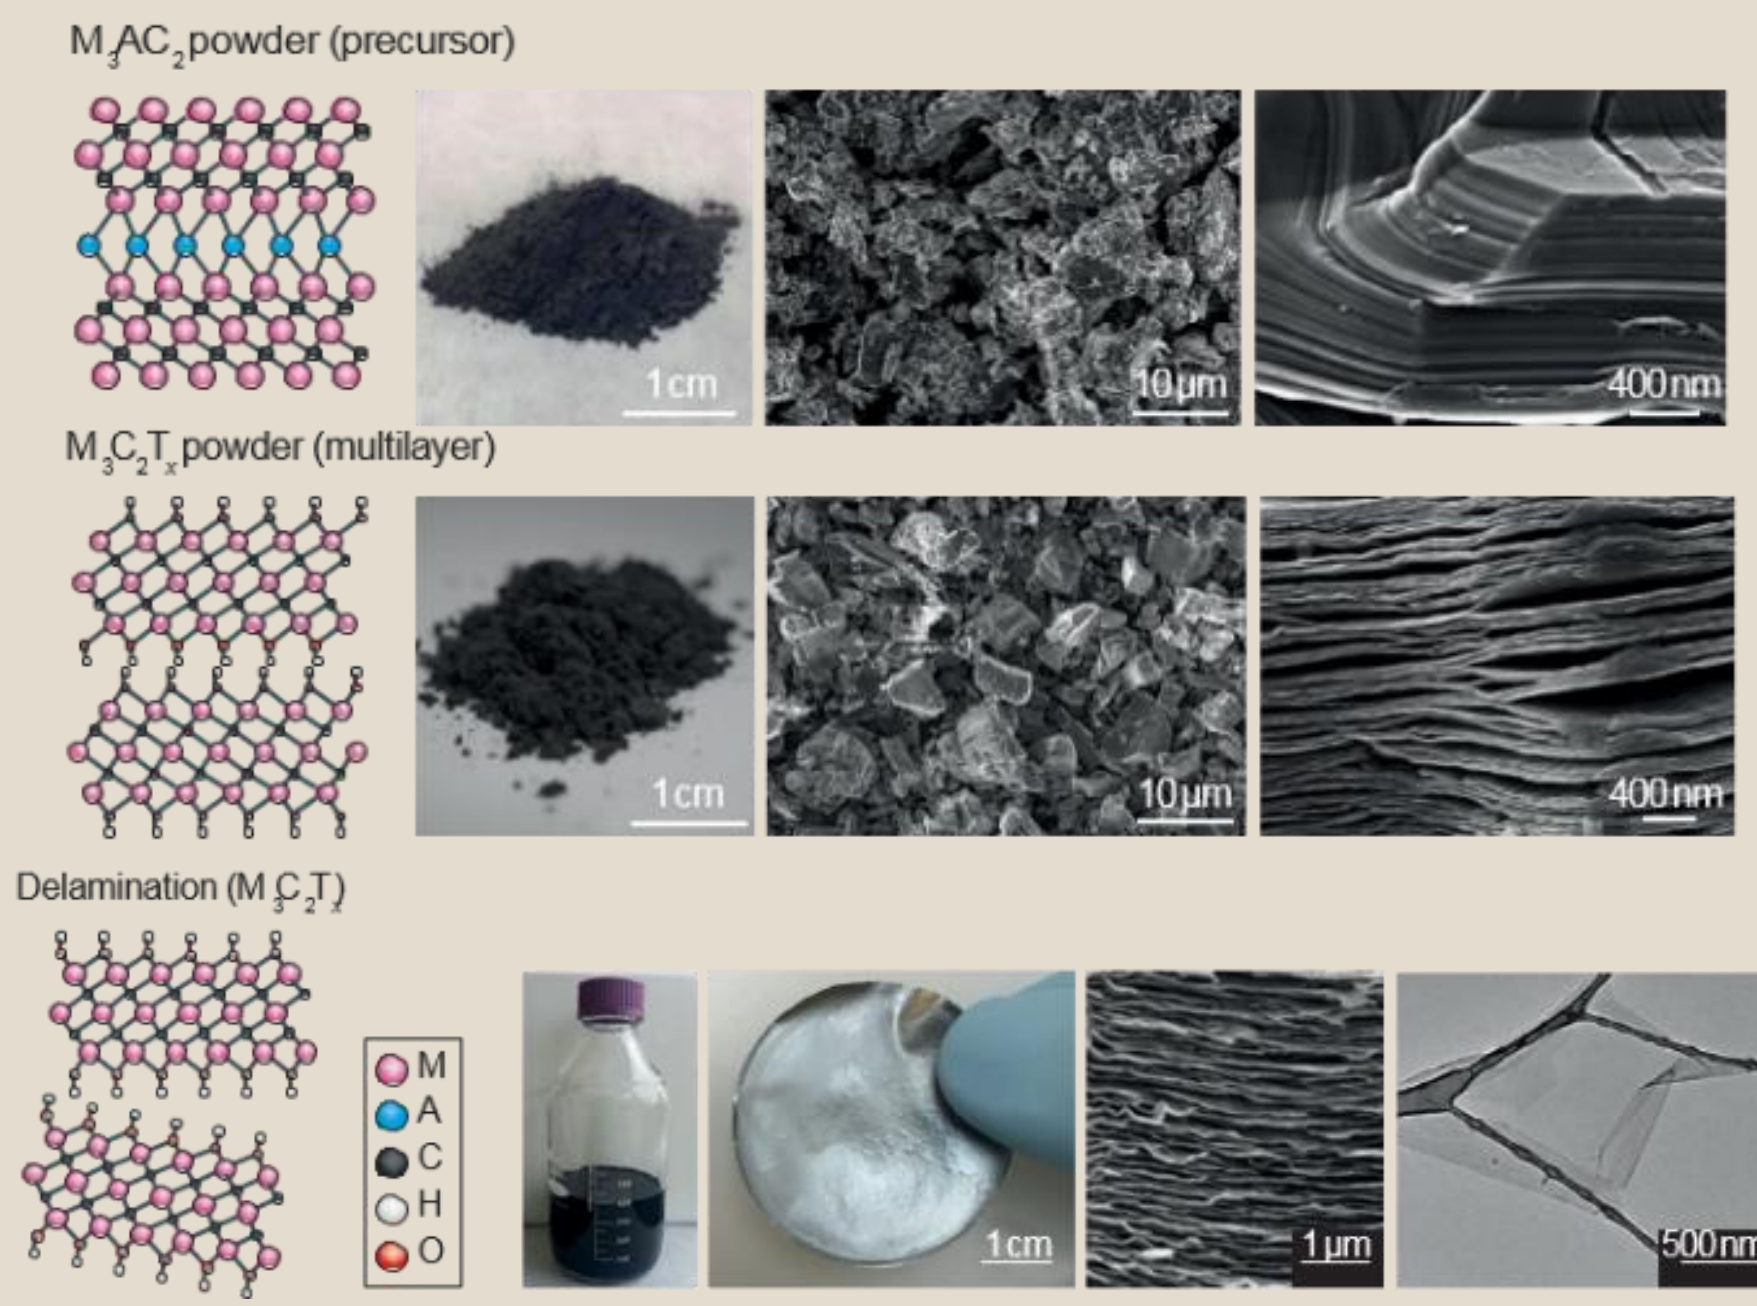 M₃AC₂ powder (precursor)
1 cm
10 µm
400 nm
M₃C₂Tₓ powder (multilayer)
1 cm
10 µm
400 nm
Delamination (M₃C₂Tₓ)
M
A
C
H
O
1 cm
1 µm
500 nm